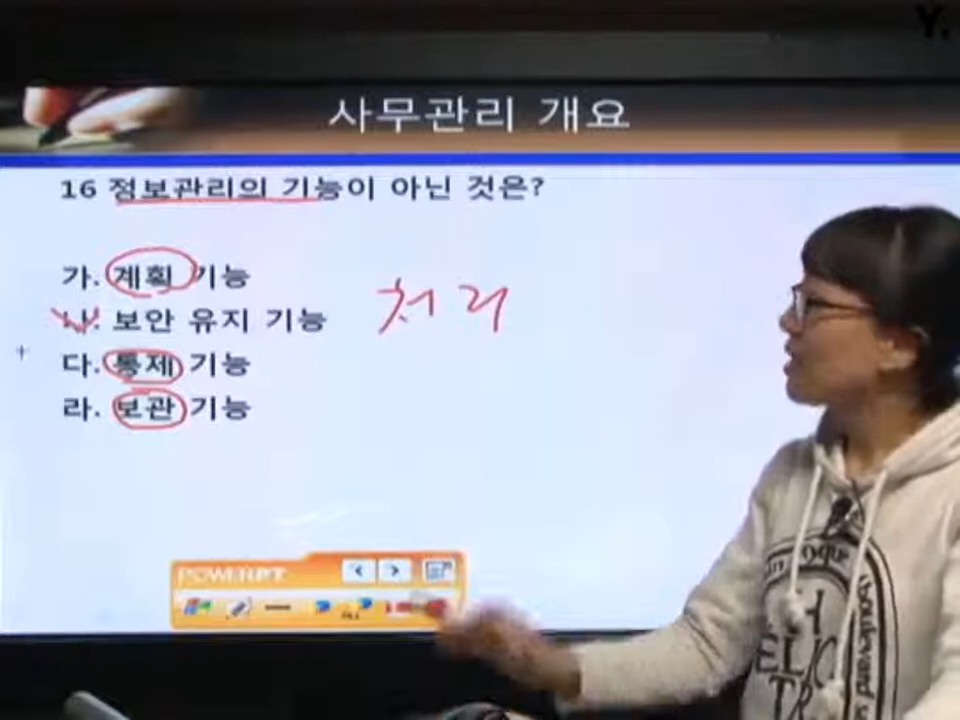 사무관리 개요
16 정보관리의 기능이 아닌 것은?
가. 계획 기능
나. 보안 유지 기능
처리
다. 통제 기능
라. 보관 기능
POWERPT
boulevard